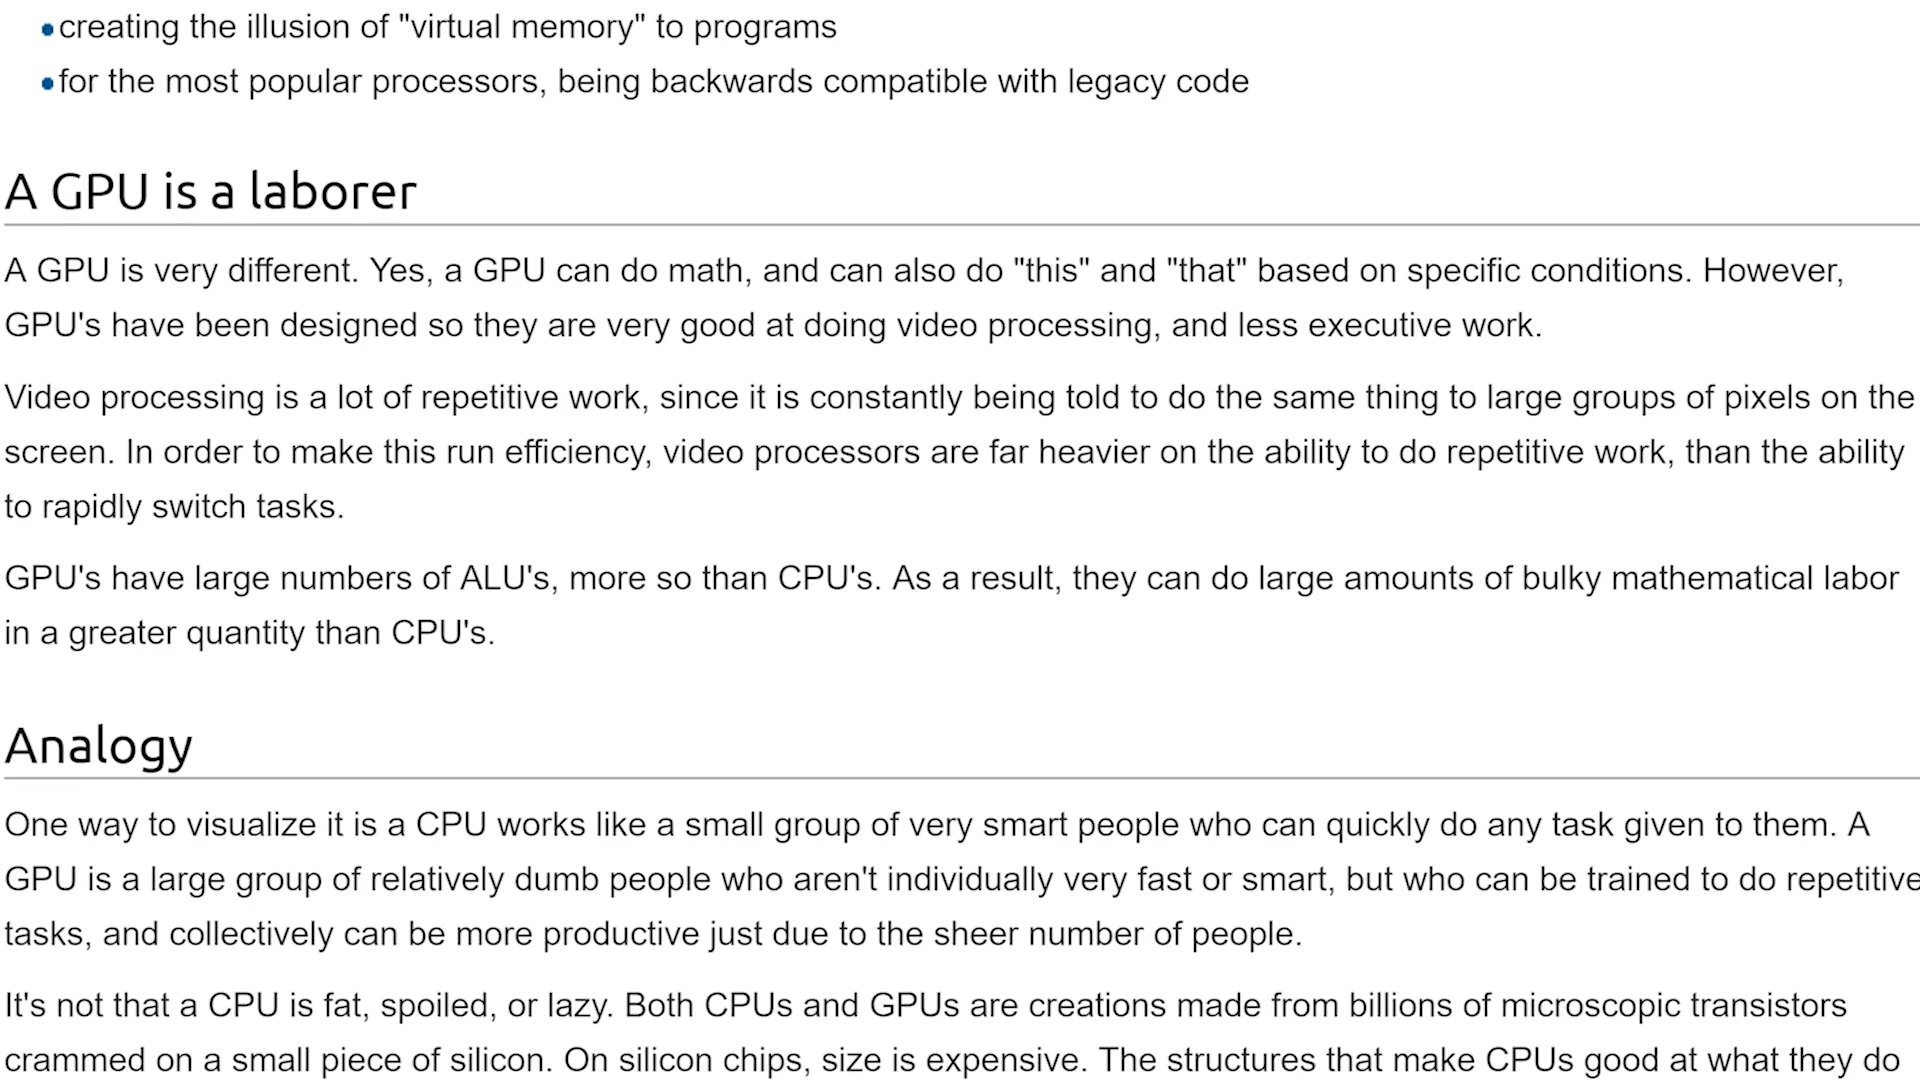 creating the illusion of "virtual memory" to programs
for the most popular processors, being backwards compatible with legacy code
A GPU is a laborer
A GPU is very different. Yes, a GPU can do math, and can also do "this" and "that" based on specific conditions. However,
GPU's have been designed so they are very good at doing video processing, and less executive work.
Video processing is a lot of repetitive work, since it is constantly being told to do the same thing to large groups of pixels on the
screen. In order to make this run efficiency, video processors are far heavier on the ability to do repetitive work, than the ability
to rapidly switch tasks.
GPU's have large numbers of ALU's, more so than CPU's. As a result, they can do large amounts of bulky mathematical labor
in a greater quantity than CPU's.
Analogy
One way to visualize it is a CPU works like a small group of very smart people who can quickly do any task given to them. A
GPU is a large group of relatively dumb people who aren't individually very fast or smart, but who can be trained to do repetitive
tasks, and collectively can be more productive just due to the sheer number of people.
It's not that a CPU is fat, spoiled, or lazy. Both CPUs and GPUs are creations made from billions of microscopic transistors
crammed on a small piece of silicon. On silicon chips, size is expensive. The structures that make CPUs good at what they do